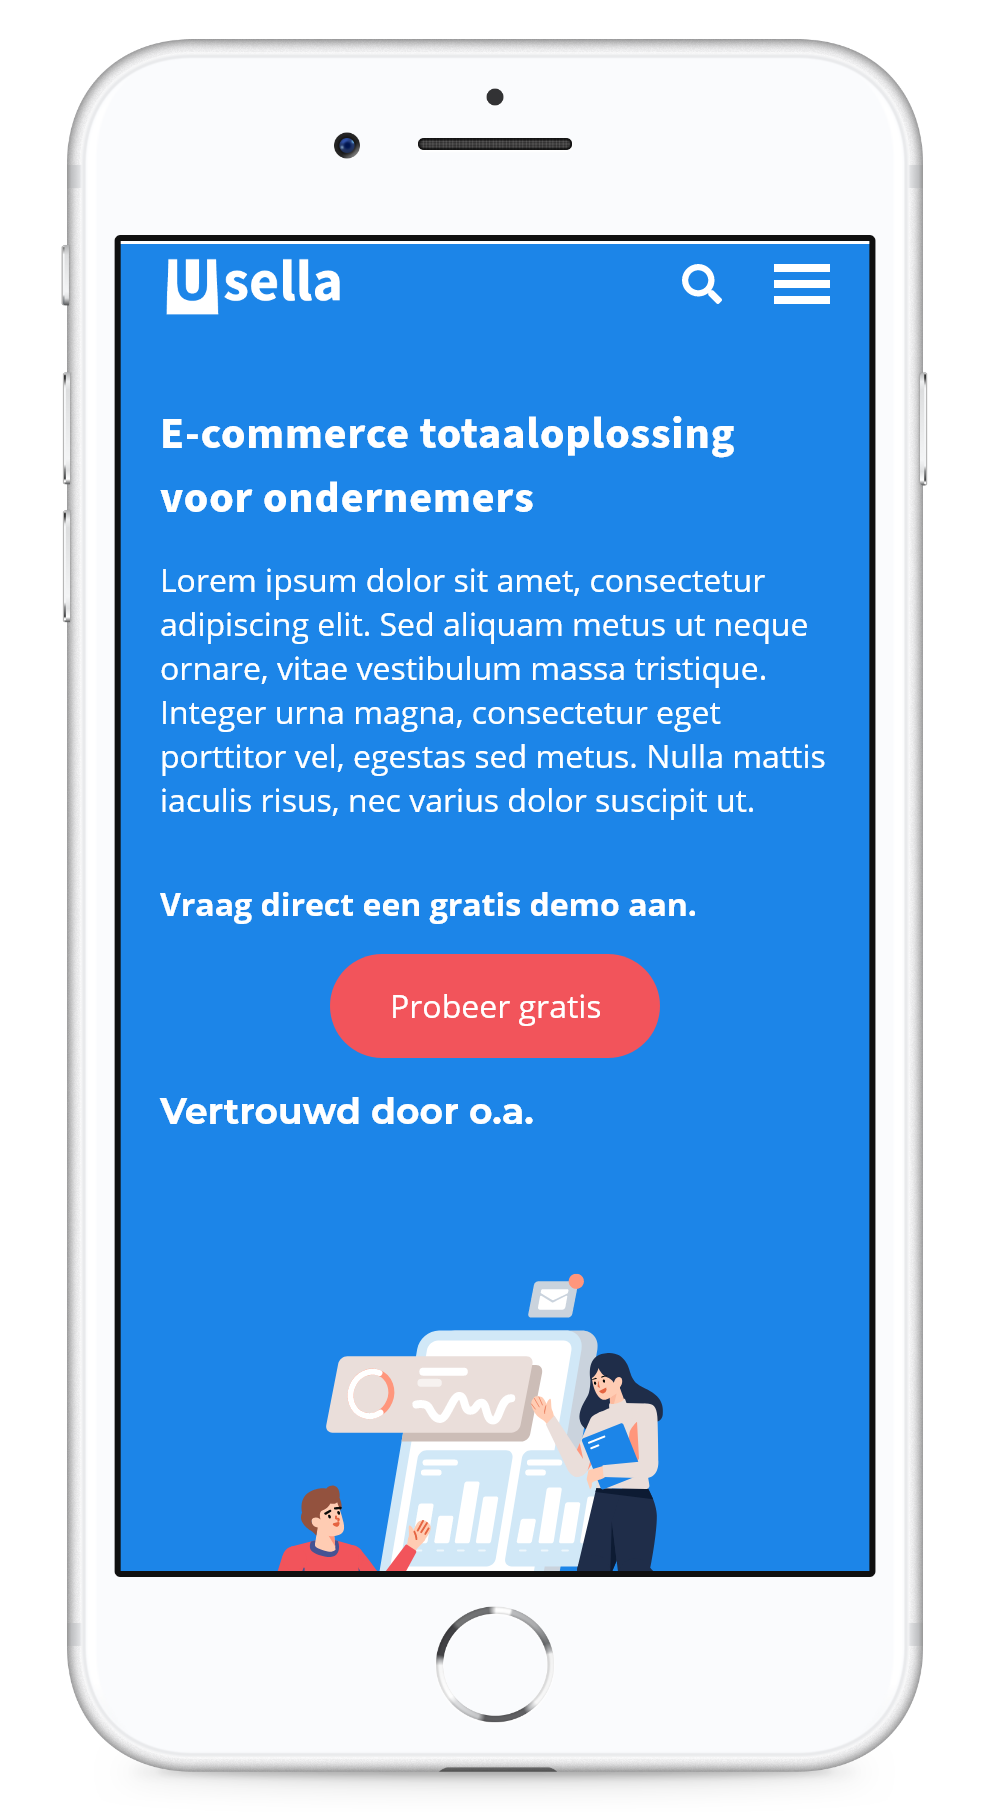 Usella
E-commerce totaaloplossing
voor ondernemers
Lorem ipsum dolor sit amet, consectetur
adipiscing elit. Sed aliquam metus ut neque
ornare, vitae vestibulum massa tristique.
Integer urna magna, consectetur eget
porttitor vel, egestas sed metus. Nulla mattis
iaculis risus, nec varius dolor suscipit ut.
Vraag direct een gratis demo aan.
Probeer gratis
Vertrouwd door o.a.